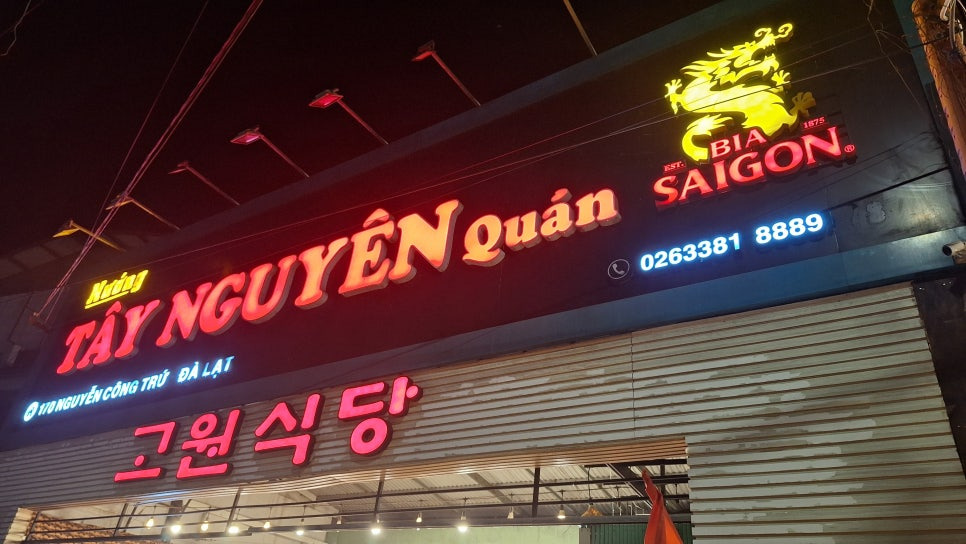 Nướng
TÂY NGUYÊN Quán
170 NGUYỄN CÔNG TRỨ ĐÀ LẠT
고원식당
EST. BIA 1875
SAIGON®
0263381 8889